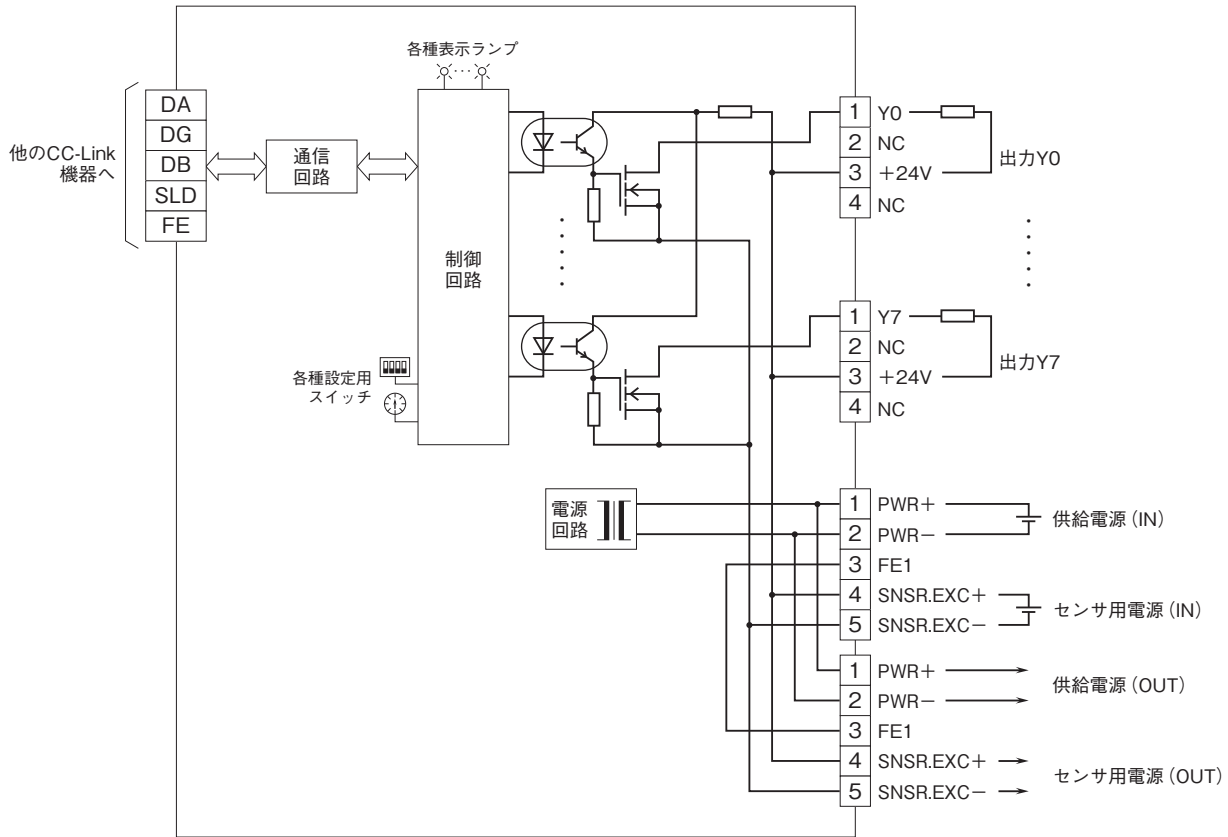 各種表示ランプ
他のCC-Link
機器へ
DA
DG
DB
SLD
FE
通信
回路
制御
回路
各種設定用
スイッチ
1 Y0
2 NC
3 +24V
4 NC
出力Y0
1 Y7
2 NC
3 +24V
4 NC
出力Y7
電源
回路
1 PWR+
2 PWR-
3 FE1
4 SNSR.EXC+
5 SNSR.EXC-
供給電源(IN)
センサ用電源(IN)
1 PWR+
2 PWR-
3 FE1
4 SNSR.EXC+
5 SNSR.EXC-
供給電源(OUT)
センサ用電源(OUT)